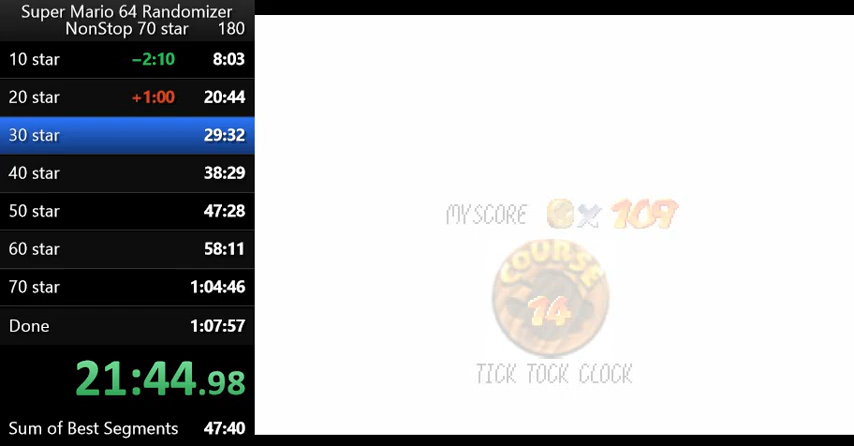 Super Mario 64 Randomizer
NonStop 70 star 180
10 star −2:10 8:03
20 star +1:00 20:44
30 star 29:32
40 star 38:29
50 star 47:28
60 star 58:11
70 star 1:04:46
Done 1:07:57
21:44.98
Sum of Best Segments 47:40
MY SCORE × 109
COURSE
14
TICK TOCK CLOCK